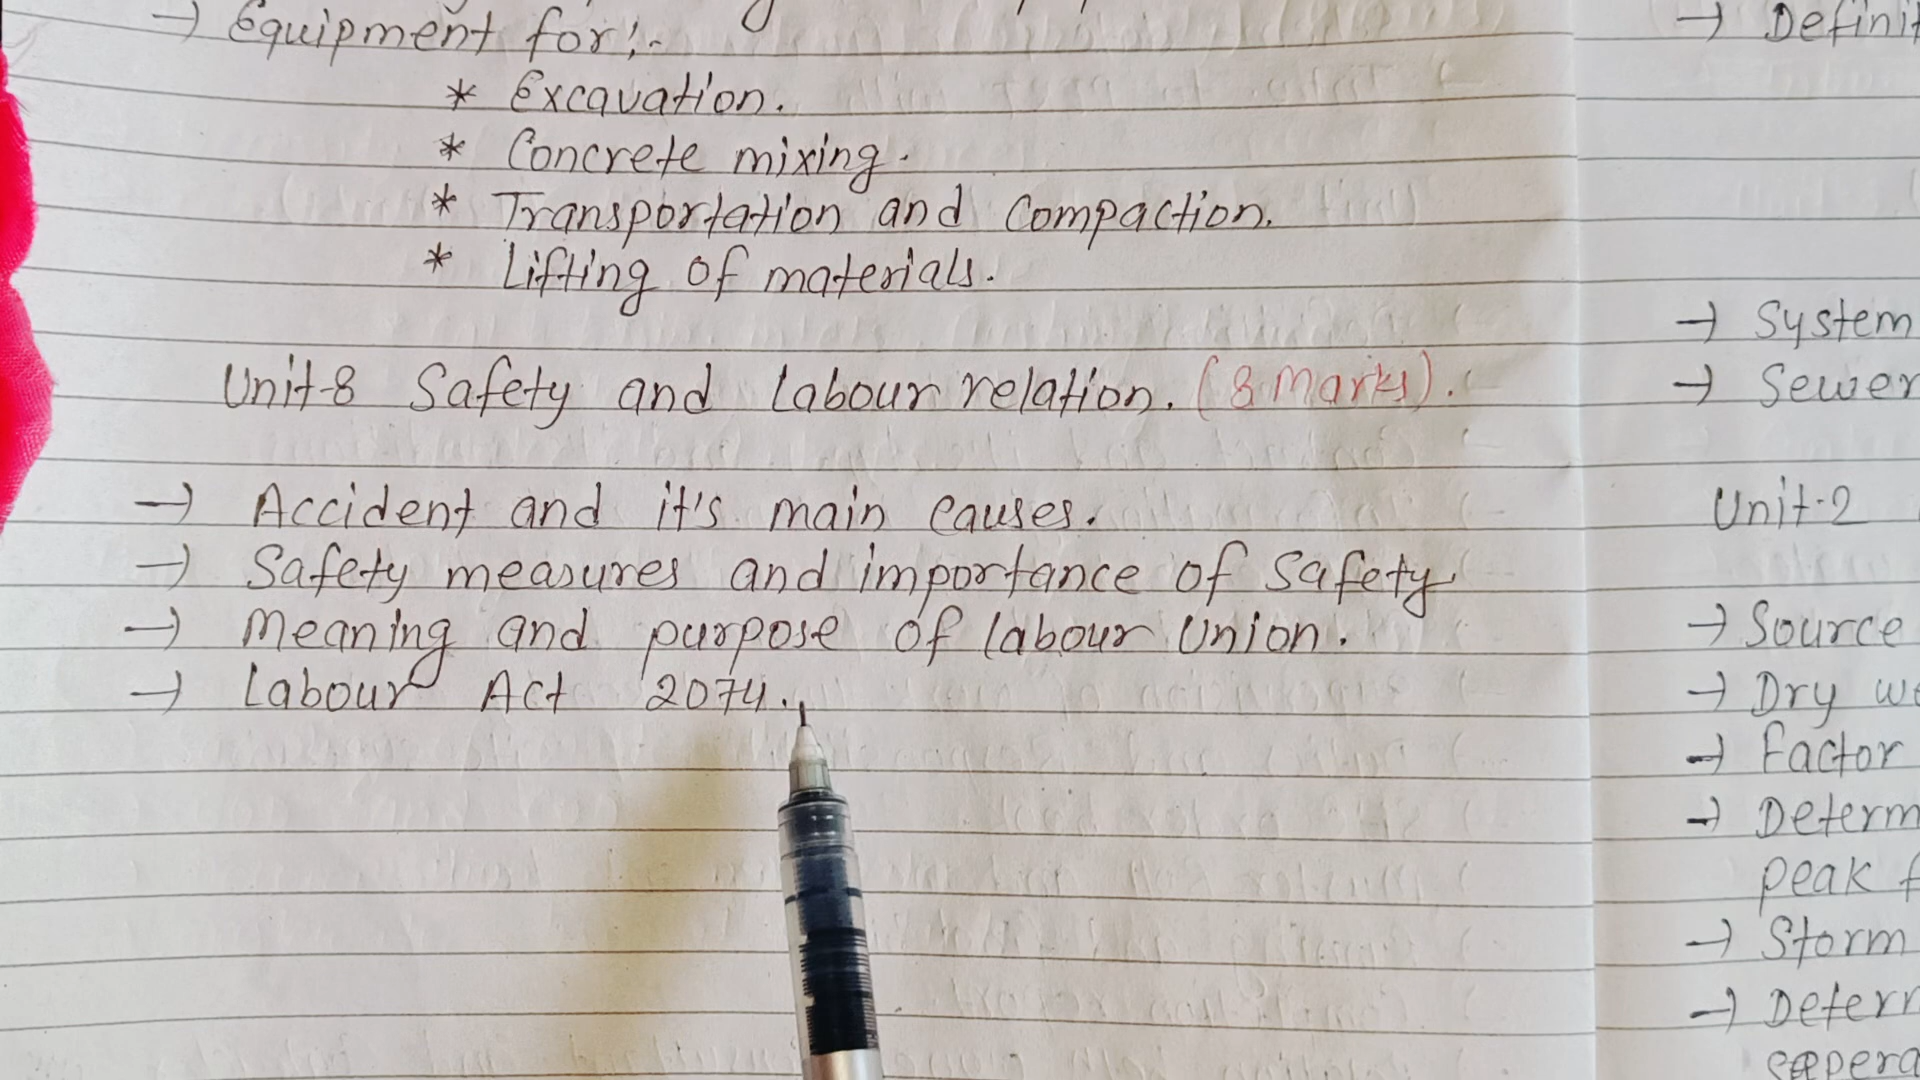 → Equipment for:-
* Excavation.
* Concrete mixing.
* Transportation and Compaction.
* Lifting of materials.
Unit-8 Safety and Labour relation. (8 Marks).
→ Accident and it's main causes.
→ Safety measures and importance of Safety
→ Meaning and purpose of labour Union.
→ Labour Act 2074.
→ Definit
→ System
→ Sewer
Unit-2
→ Source
→ Dry we
→ Factor
→ Determ
peak f
→ Storm
→ Deter